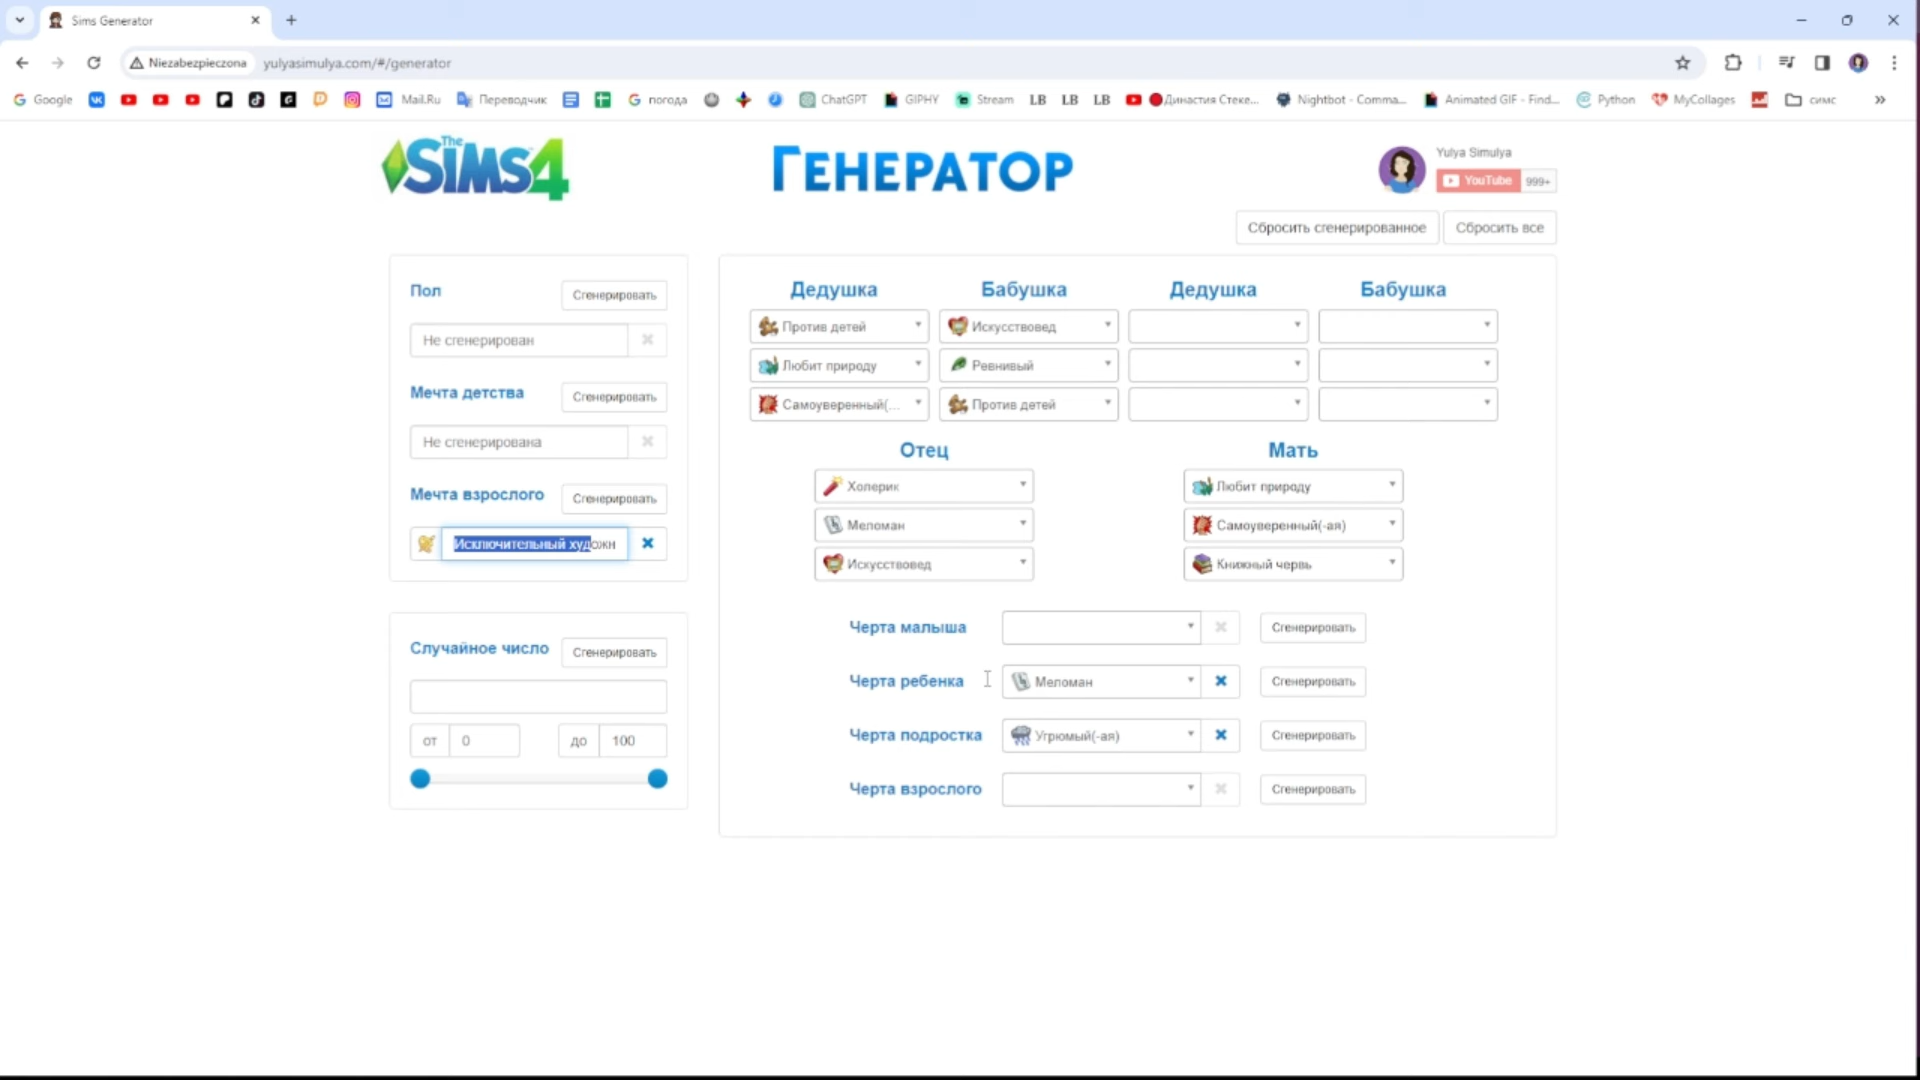 Sims Generator
Niezabezpieczona yulyasimulya.com/#/generator
Google Mail.Ru Переводчик погода ChatGPT GIPHY Stream LB LB LB Династия Стеке... Nightbot - Comma... Animated GIF - Find... Python MyCollages симс
The SIMS 4
ГЕНЕРАТОР
Yulya Simulya
YouTube 999+
Сбросить сгенерированное Сбросить все
Пол Сгенерировать
Не сгенерирован
Мечта детства Сгенерировать
Не сгенерирована
Мечта взрослого Сгенерировать
Исключительный художн
Случайное число Сгенерировать
от 0 до 100
Дедушка Бабушка Дедушка Бабушка
Против детей Искусствовед
Любит природу Ревнивый
Самоуверенный(... Против детей
Отец Мать
Холерик Любит природу
Меломан Самоуверенный(-ая)
Искусствовед Книжный червь
Черта малыша Сгенерировать
Черта ребенка Меломан Сгенерировать
Черта подростка Угрюмый(-ая) Сгенерировать
Черта взрослого Сгенерировать